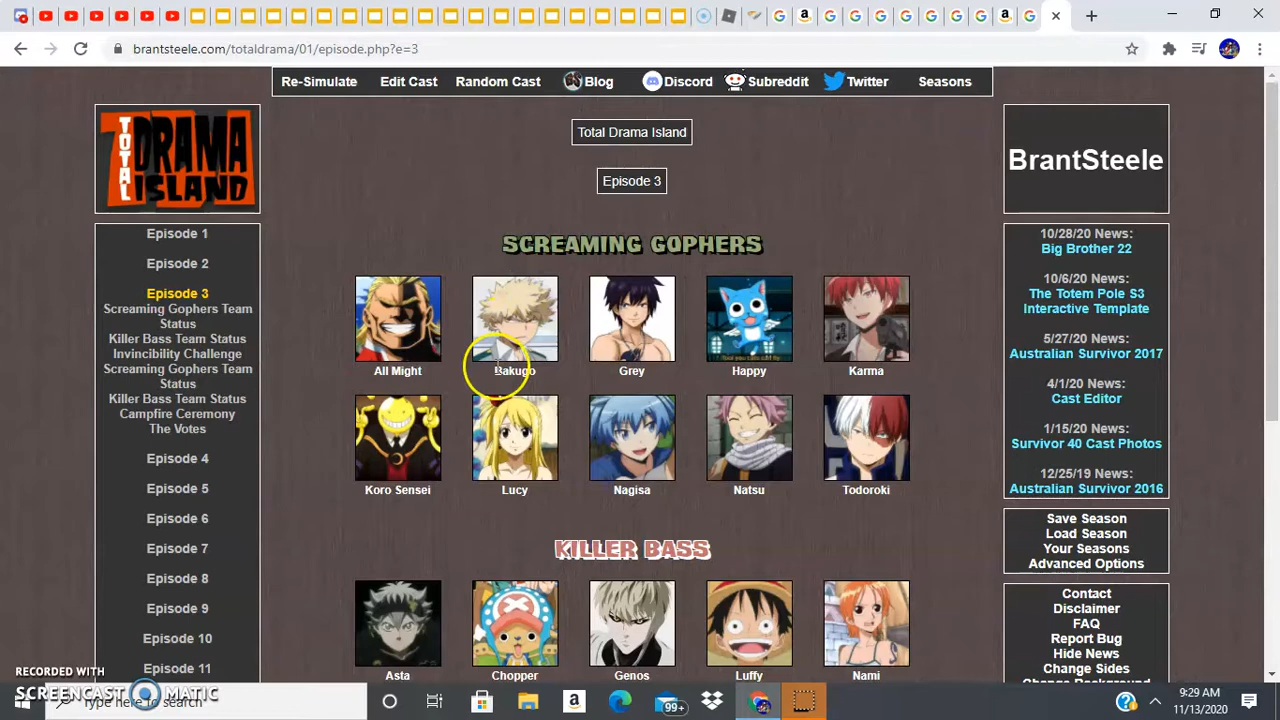 brantsteele.com/totaldrama/01/episode.php?e=3
Re-Simulate Edit Cast Random Cast Blog Discord Subreddit Twitter Seasons
TOTAL DRAMA ISLAND
Episode 1
Episode 2
Episode 3
Screaming Gophers Team
Status
Killer Bass Team Status
Invincibility Challenge
Screaming Gophers Team
Status
Killer Bass Team Status
Campfire Ceremony
The Votes
Episode 4
Episode 5
Episode 6
Episode 7
Episode 8
Episode 9
Episode 10
Episode 11
Total Drama Island
Episode 3
SCREAMING GOPHERS
All Might Bakugo Grey Happy Karma
Koro Sensei Lucy Nagisa Natsu Todoroki
KILLER BASS
Asta Chopper Genos Luffy Nami
BrantSteele
10/28/20 News:
Big Brother 22
10/6/20 News:
The Totem Pole S3
Interactive Template
5/27/20 News:
Australian Survivor 2017
4/1/20 News:
Cast Editor
1/15/20 News:
Survivor 40 Cast Photos
12/25/19 News:
Australian Survivor 2016
Save Season
Load Season
Your Seasons
Advanced Options
Contact
Disclaimer
FAQ
Report Bug
Hide News
Change Sides
Change Background
RECORDED WITH
SCREENCAST MATIC
Type here to search
99+
9:29 AM
11/13/2020